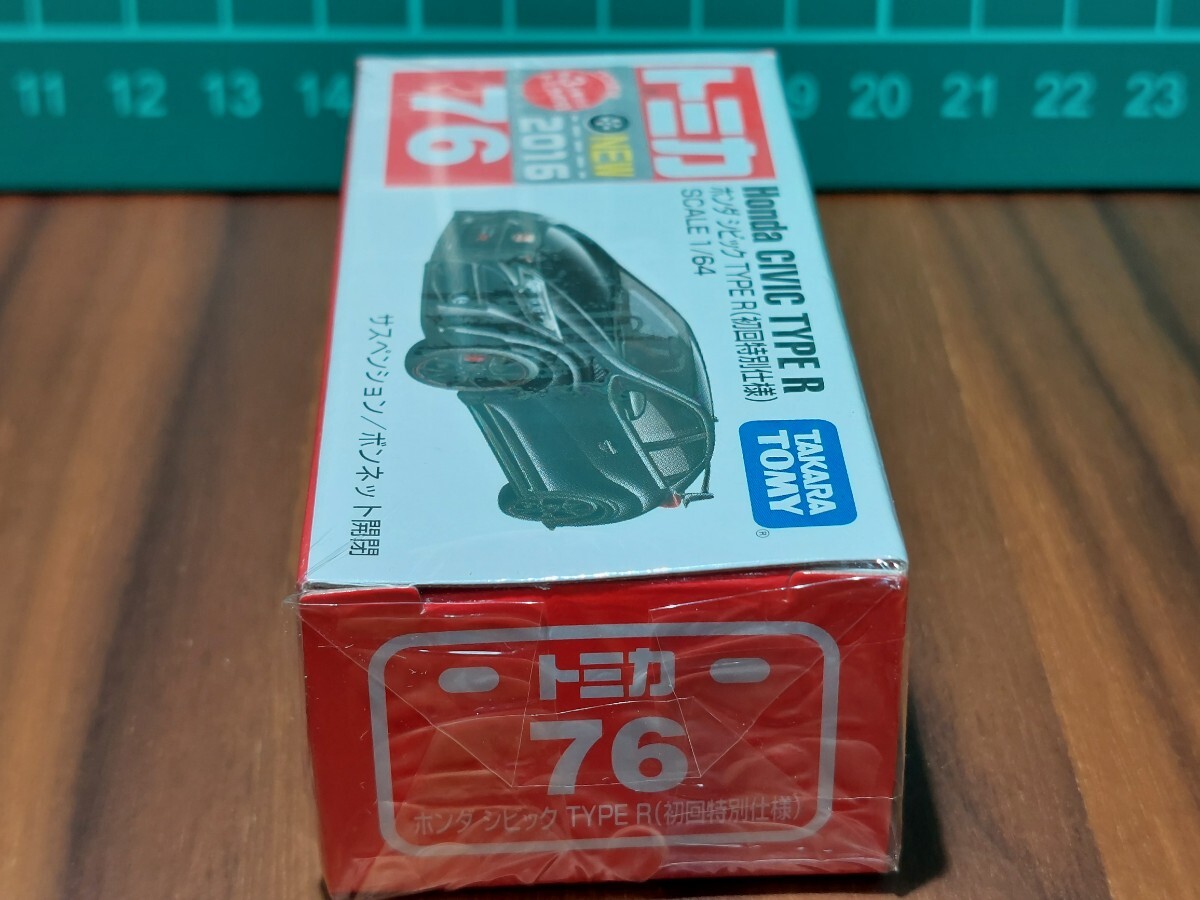 11 12 13 14 19 20 21 22 23
トミカ
NEW
2016
76
Honda CIVIC TYPE R
ホンダ シビック TYPE R(初回特別仕様)
SCALE 1/64
サスペンション/ボンネット開閉
TAKARA
TOMY
®
トミカ
76
ホンダ シビック TYPE R(初回特別仕様)